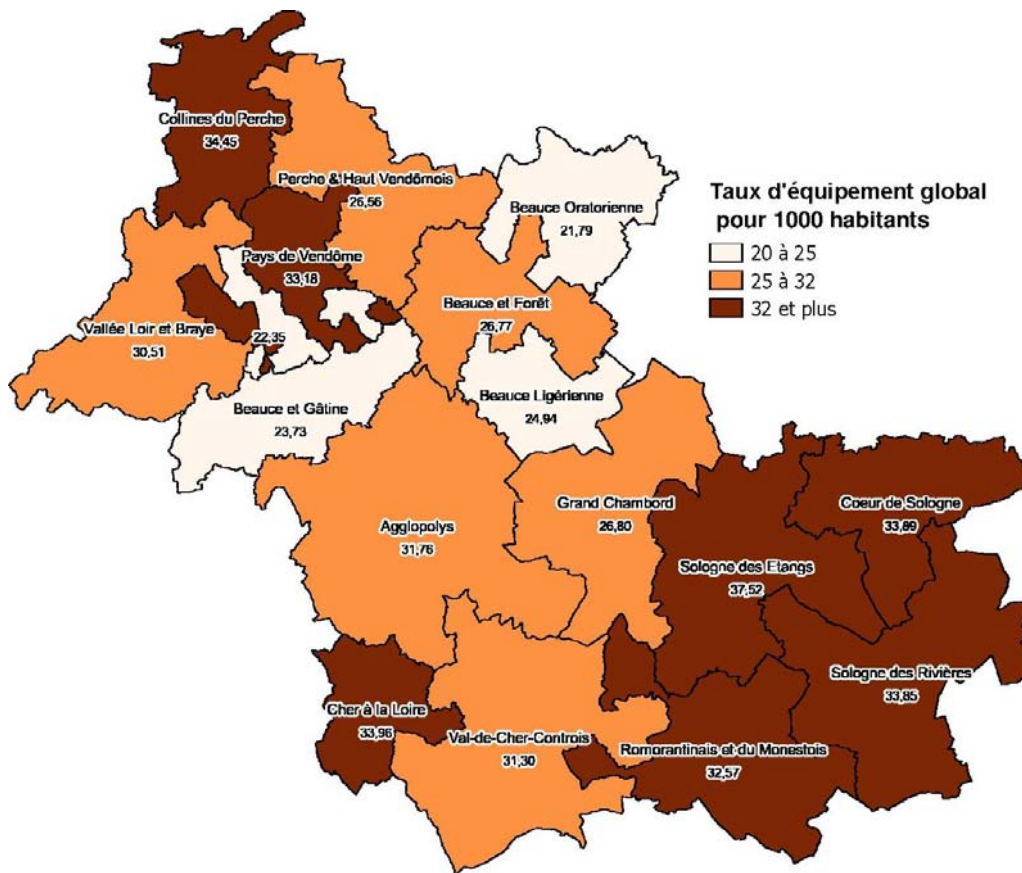 Collines du Perche
34,45
Perche & Haut Vendômois
26,56
Beauce Oratorienne
21,79
Taux d'équipement global
pour 1000 habitants
20 à 25
25 à 32
32 et plus
Pays de Vendôme
33,18
Beauce et Forêt
26,77
Vallée Loir et Braye
30,51
22,35
Beauce et Gâtine
23,73
Beauce Ligérienne
24,94
Agglopolys
31,76
Grand Chambord
26,80
Coeur de Sologne
33,89
Sologne des Etangs
37,52
Sologne des Rivières
33,85
Cher à la Loire
33,96
Val-de-Cher-Controis
31,30
Romorantinais et du Monestois
32,57